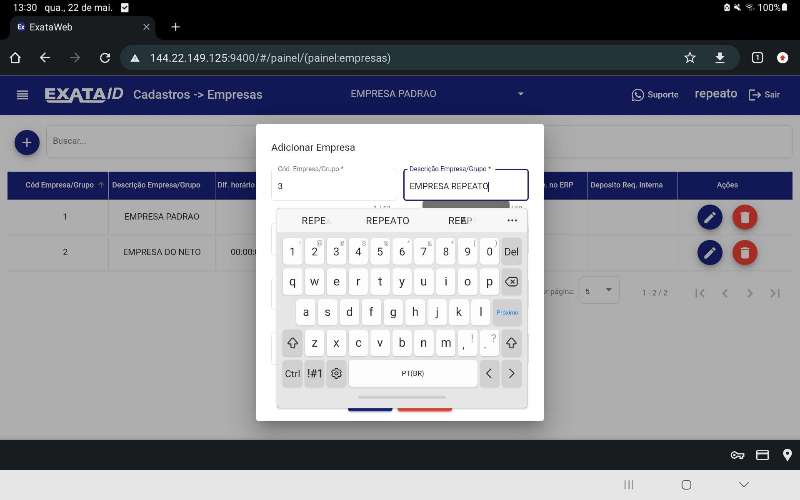 13:30 qua., 22 de mai. 100%
Ex ExataWeb
144.22.149.125:9400/#/painel/(painel:empresas) 1
EXATA ID Cadastros -> Empresas EMPRESA PADRAO Suporte repeato Sair
Buscar...
Adicionar Empresa
Cód. Empresa/Grupo * Descrição Empresa/Grupo *
3 EMPRESA REPEATO
Cód Empresa/Grupo Descrição Empresa/Grupo Dif. horário no ERP Deposito Req. Interna Ações
1 EMPRESA PADRAO
2 EMPRESA DO NETO 00:00:
página: 5 1 - 2 / 2
REPEA REPEATO ...
1 2 3 4 5 6 7 8 9 0 Del
q w e r t y u i o p
a s d f g h j k l Próximo
z x c v b n m , ! . ?
Ctrl !#1 PT(BR) < >